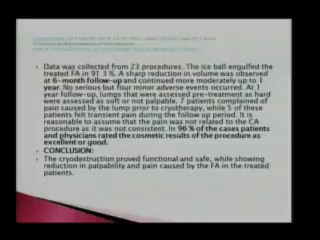 Data was collected from 23 procedures. The ice ball engulfed the
treated FA in 91.3 %. A sharp reduction in volume was observed
at 6-month follow-up and continued more moderately up to 1
year. No serious but four minor adverse events occurred. At 1
year follow-up, lumps that were assessed pre-treatment as hard
were assessed as soft or not palpable. 7 patients complained of
pain caused by the lump prior to cryotherapy, while 5 of these
patients felt transient pain during the follow up period. It is
reasonable to assume that the pain was not related to the CA
procedure as it was not consistent. In 96 % of the cases patients
and physicians rated the cosmetic results of the procedure as
excellent or good.
CONCLUSION:
The cryodestruction proved functional and safe, while showing
reduction in palpability and pain caused by the FA in the treated
patients.